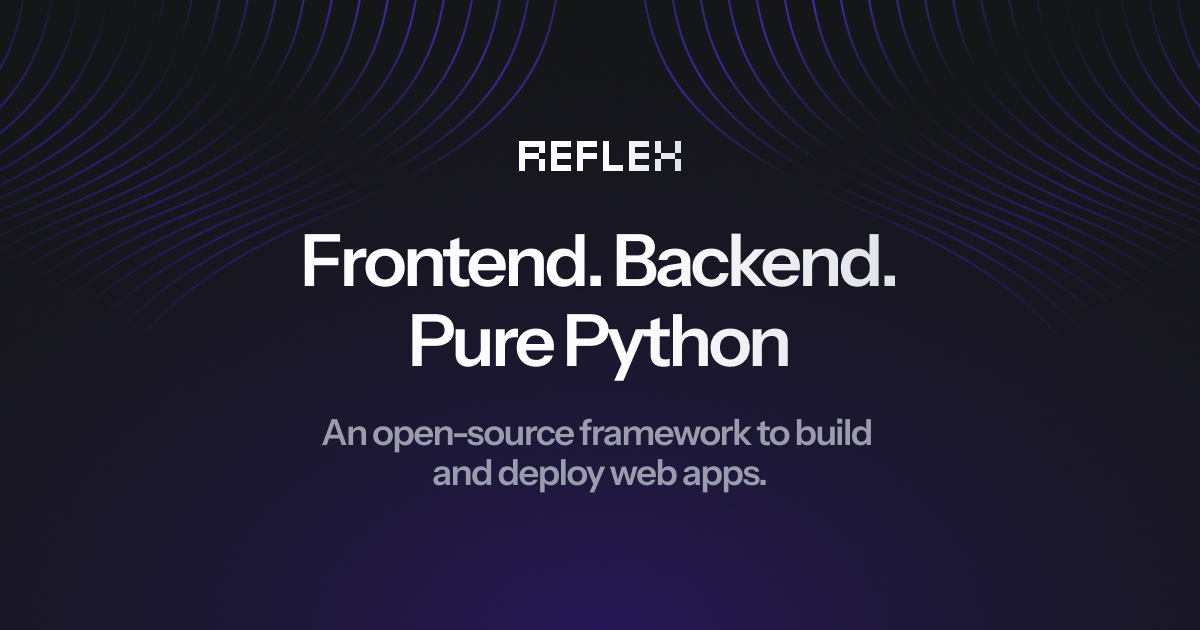 REFLEX
Frontend. Backend.
Pure Python
An open-source framework to build
and deploy web apps.